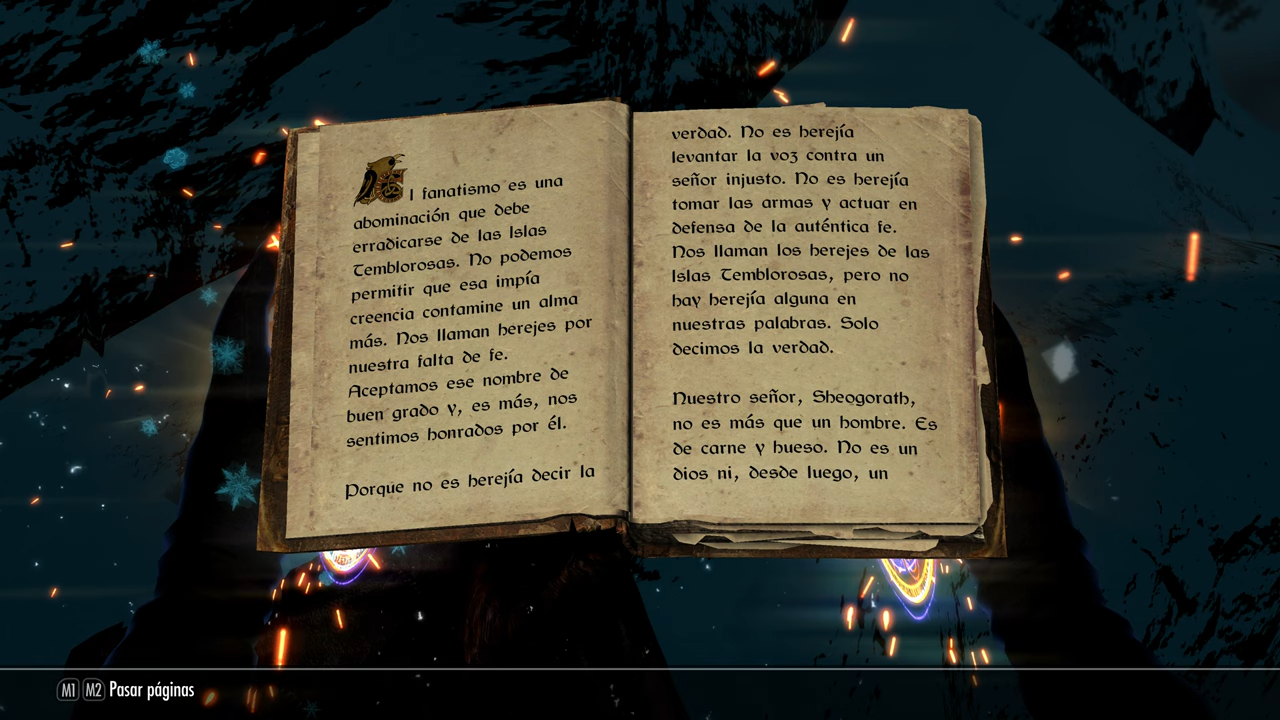 El fanatismo es una
abominación que debe
erradicarse de las Islas
Temblorosas. No podemos
permitir que esa impía
creencia contamine un alma
más. Nos llaman herejes por
nuestra falta de fe.
Aceptamos ese nombre de
buen grado y, es más, nos
sentimos honrados por él.
Porque no es herejía decir la
verdad. No es herejía
levantar la voz contra un
señor injusto. No es herejía
tomar las armas y actuar en
defensa de la auténtica fe.
Nos llaman los herejes de las
Islas Temblorosas, pero no
hay herejía alguna en
nuestras palabras. Solo
decimos la verdad.
Nuestro señor, Sheogorath,
no es más que un hombre. Es
de carne y hueso. No es un
dios ni, desde luego, un
M1 M2 Pasar páginas